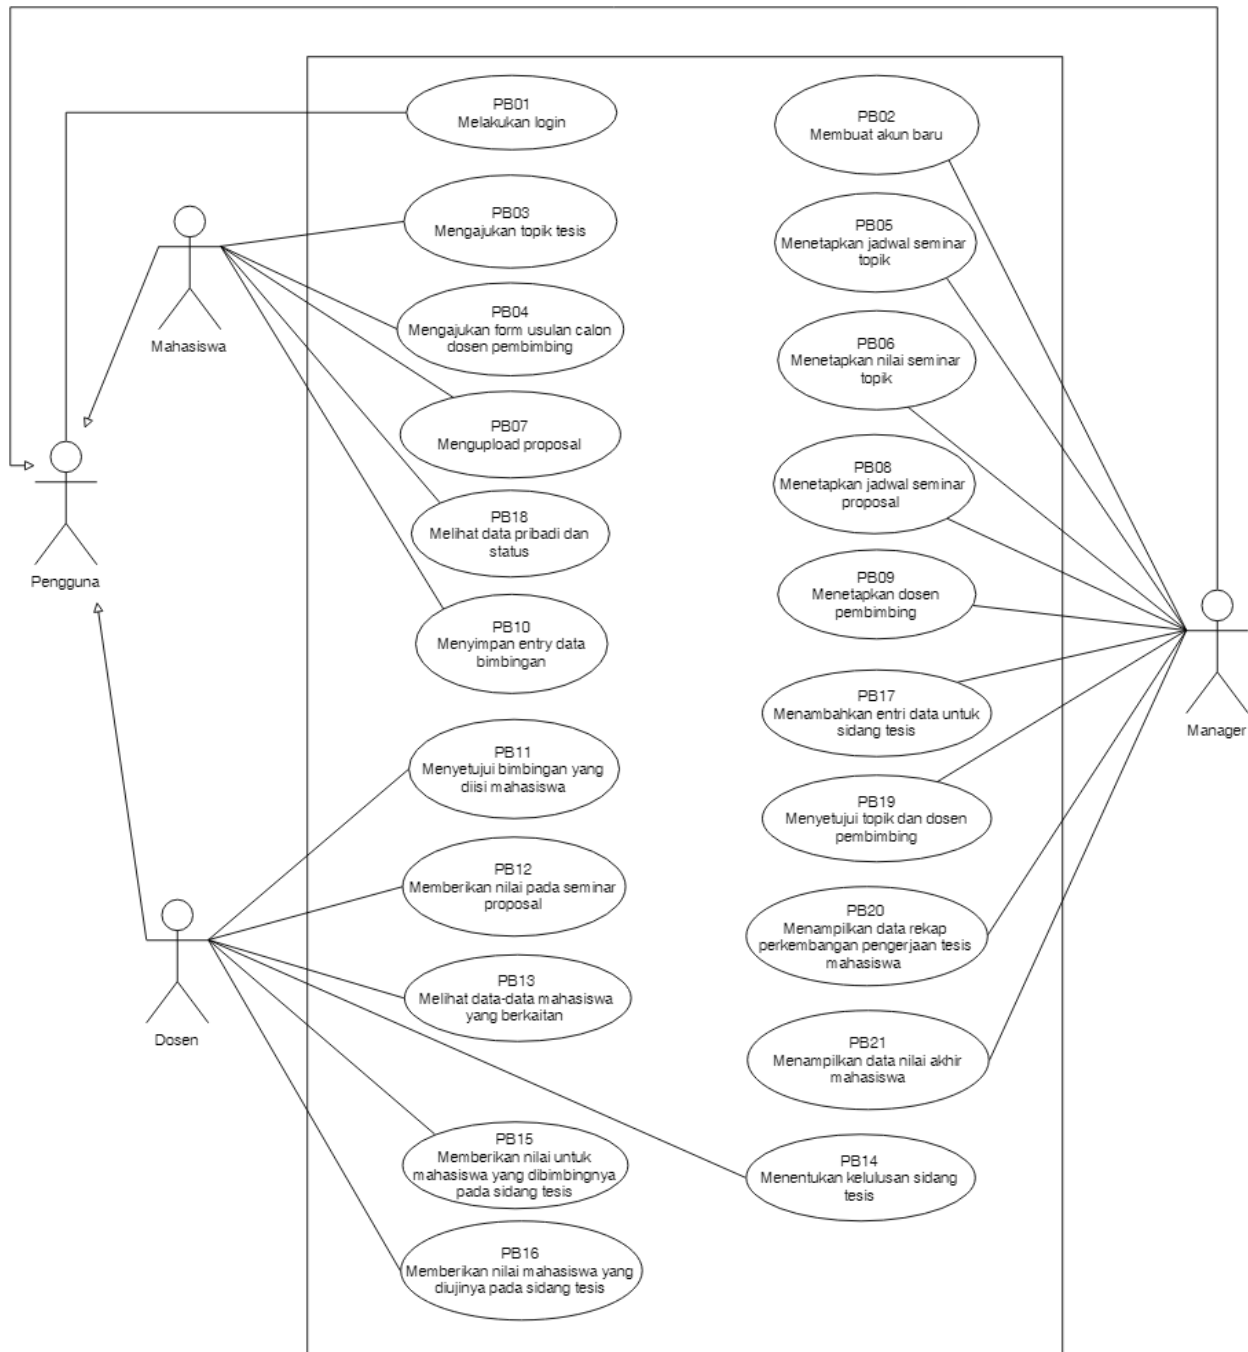 PB01
Melakukan login
PB02
Membuat akun baru
PB03
Mengajukan topik tesis
PB05
Menetapkan jadwal seminar
topik
Mahasiswa
PB04
Mengajukan form usulan calon
dosen pembimbing
PB06
Menetapkan nilai seminar
topik
PB07
Mengupload proposal
PB08
Menetapkan jadwal seminar
proposal
Pengguna
PB18
Melihat data pribadi dan
status
PB09
Menetapkan dosen
pembimbing
PB10
Menyimpan entry data
bimbingan
PB17
Menambahkan entri data untuk
sidang tesis
Manager
PB11
Menyetujui bimbingan yang
diisi mahasiswa
PB19
Menyetujui topik dan dosen
pembimbing
PB12
Memberikan nilai pada seminar
proposal
PB20
Menampilkan data rekap
perkembangan pengerjaan tesis
mahasiswa
Dosen
PB13
Melihat data-data mahasiswa
yang berkaitan
PB21
Menampilkan data nilai akhir
mahasiswa
PB15
Memberikan nilai untuk
mahasiswa yang dibimbingnya
pada sidang tesis
PB14
Menentukan kelulusan sidang
tesis
PB16
Memberikan nilai mahasiswa yang
diujinya pada sidang tesis